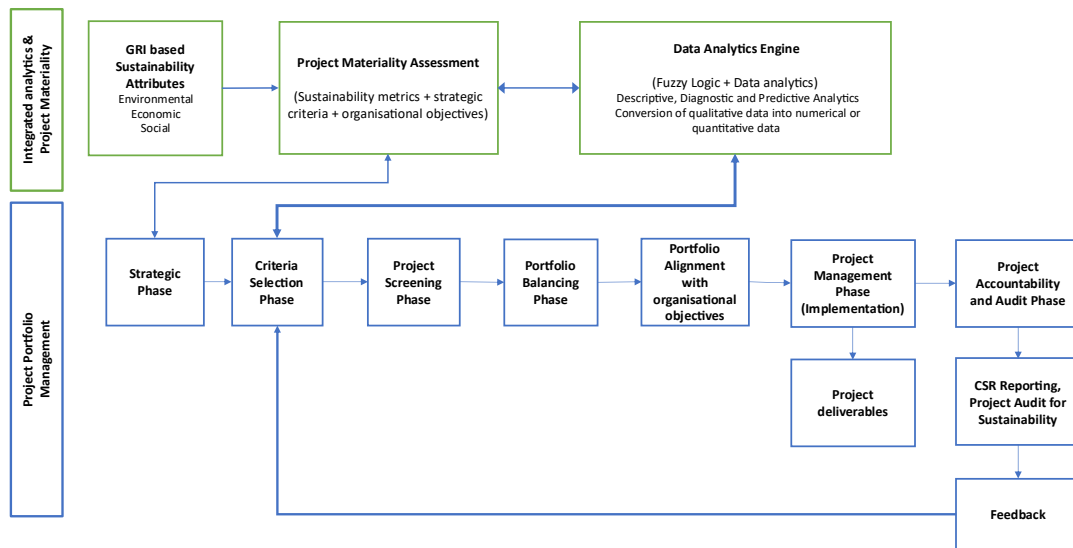 Integrated analytics &
Project Materiality
GRI based
Sustainability
Attributes
Environmental
Economic
Social
Project Materiality Assessment
(Sustainability metrics + strategic
criteria + organisational objectives)
Data Analytics Engine
(Fuzzy Logic + Data analytics)
Descriptive, Diagnostic and Predictive Analytics
Conversion of qualitative data into numerical or
quantitative data
Project Portfolio
Management
Strategic
Phase
Criteria
Selection
Phase
Project
Screening
Phase
Portfolio
Balancing
Phase
Portfolio
Alignment
with
organisational
objectives
Project
Management
Phase
(Implementation)
Project
Accountability
and Audit Phase
Project
deliverables
CSR Reporting,
Project Audit for
Sustainability
Feedback